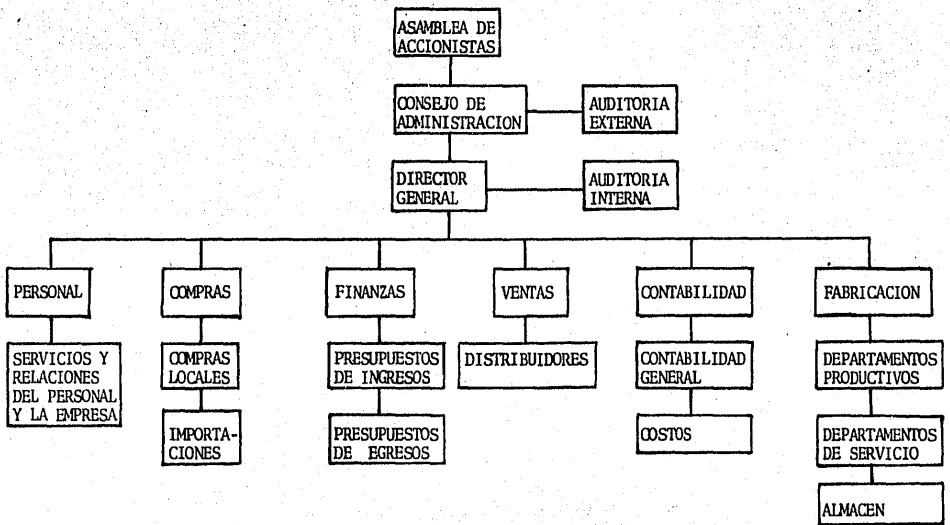 ASAMBLEA DE
ACCIONISTAS
CONSEJO DE
ADMINISTRACION
AUDITORIA
EXTERNA
DIRECTOR
GENERAL
AUDITORIA
INTERNA
PERSONAL
COMPRAS
FINANZAS
VENTAS
CONTABILIDAD
FABRICACION
SERVICIOS Y
RELACIONES
DEL PERSONAL
Y LA EMPRESA
COMPRAS
LOCALES
PRESUPUESTOS
DE INGRESOS
DISTRIBUIDORES
CONTABILIDAD
GENERAL
DEPARTAMENTOS
PRODUCTIVOS
IMPORTA-
CIONES
PRESUPUESTOS
DE EGRESOS
COSTOS
DEPARTAMENTOS
DE SERVICIO
ALMACEN